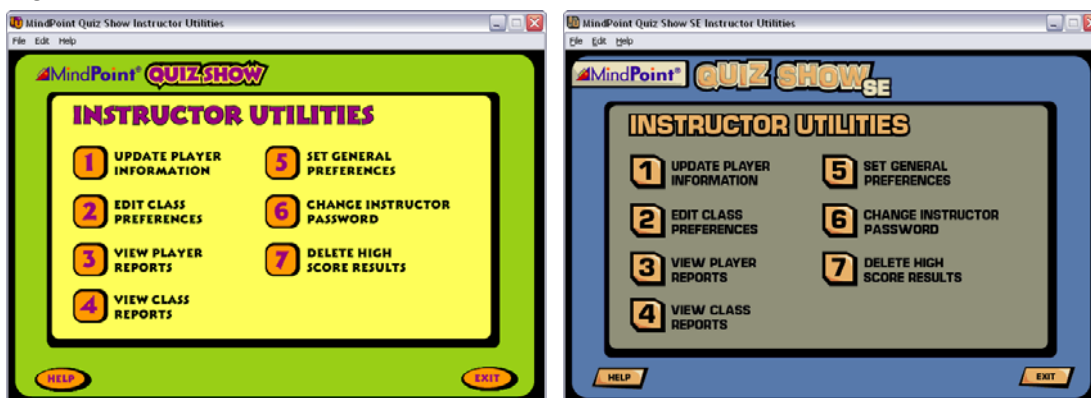 MindPoint Quiz Show Instructor Utilities
File Edit Help
MindPoint® QUIZ SHOW
INSTRUCTOR UTILITIES
1 UPDATE PLAYER
INFORMATION
2 EDIT CLASS
PREFERENCES
3 VIEW PLAYER
REPORTS
4 VIEW CLASS
REPORTS
5 SET GENERAL
PREFERENCES
6 CHANGE INSTRUCTOR
PASSWORD
7 DELETE HIGH
SCORE RESULTS
HELP
EXIT
MindPoint Quiz Show SE Instructor Utilities
File Edit Help
MindPoint® QUIZ SHOW SE
INSTRUCTOR UTILITIES
1 UPDATE PLAYER
INFORMATION
2 EDIT CLASS
PREFERENCES
3 VIEW PLAYER
REPORTS
4 VIEW CLASS
REPORTS
5 SET GENERAL
PREFERENCES
6 CHANGE INSTRUCTOR
PASSWORD
7 DELETE HIGH
SCORE RESULTS
HELP
EXIT